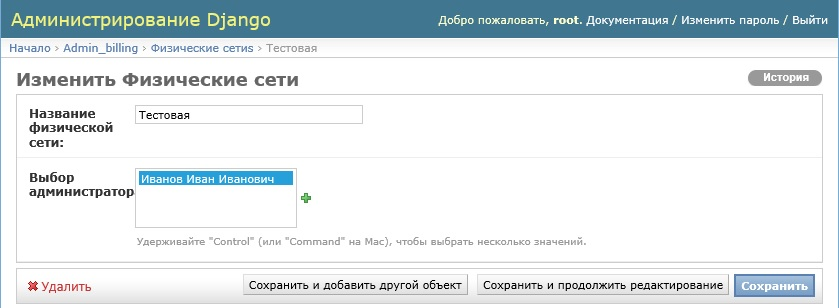 Администрирование Django
Добро пожаловать, root. Документация / Изменить пароль / Выйти
Начало › Admin_billing › Физические сетиs › Тестовая
Изменить Физические сети
История
Название
физической
сети:
Тестовая
Выбор
администратор
Иванов Иван Иванович
Удерживайте "Control" (или "Command" на Mac), чтобы выбрать несколько значений.
Удалить
Сохранить и добавить другой объект
Сохранить и продолжить редактирование
Сохранить